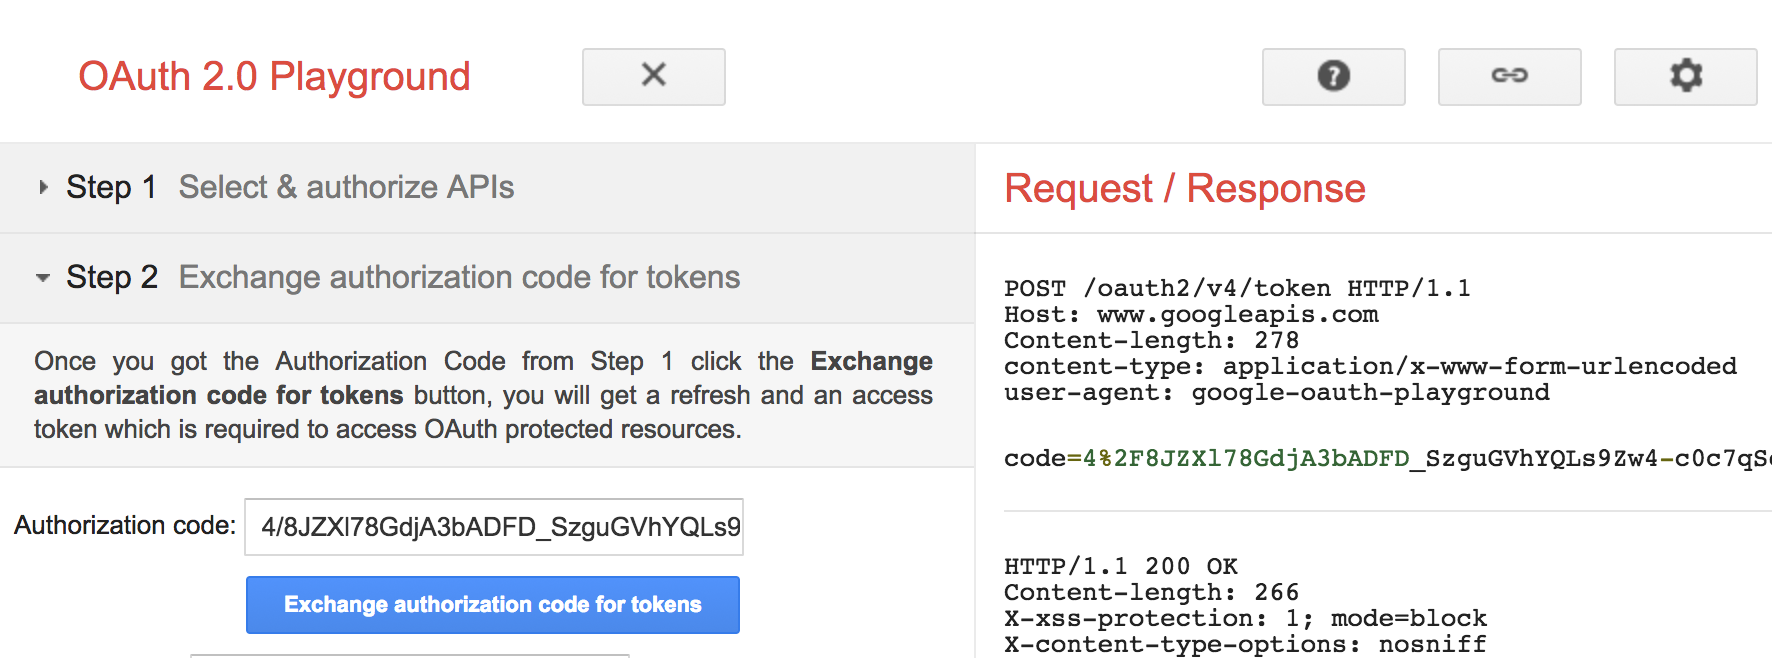 OAuth 2.0 Playground
Step 1 Select & authorize APIs
Step 2 Exchange authorization code for tokens
Once you got the Authorization Code from Step 1 click the Exchange
authorization code for tokens button, you will get a refresh and an access
token which is required to access OAuth protected resources.
Authorization code: 4/8JZXl78GdjA3bADFD_SzguGVhYQLs9
Exchange authorization code for tokens
Request / Response
POST /oauth2/v4/token HTTP/1.1
Host: www.googleapis.com
Content-length: 278
content-type: application/x-www-form-urlencoded
user-agent: google-oauth-playground
code=4%2F8JZXl78GdjA3bADFD_SzguGVhYQLs9Zw4-c0c7qS
HTTP/1.1 200 OK
Content-length: 266
X-xss-protection: 1; mode=block
X-content-type-options: nosniff